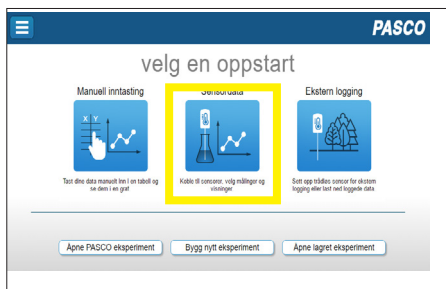 PASCO
velg en oppstart
Manuell inntasting
Sensordata
Ekstern logging
X Y
Tast dine data manuelt inn i en tabell og
se dem i en graf
Koble til sensorer, velg målinger og
visninger
Sett opp trådløs sensor for ekstern
logging eller last ned loggede data
Åpne PASCO eksperiment
Bygg nytt eksperiment
Åpne lagret eksperiment